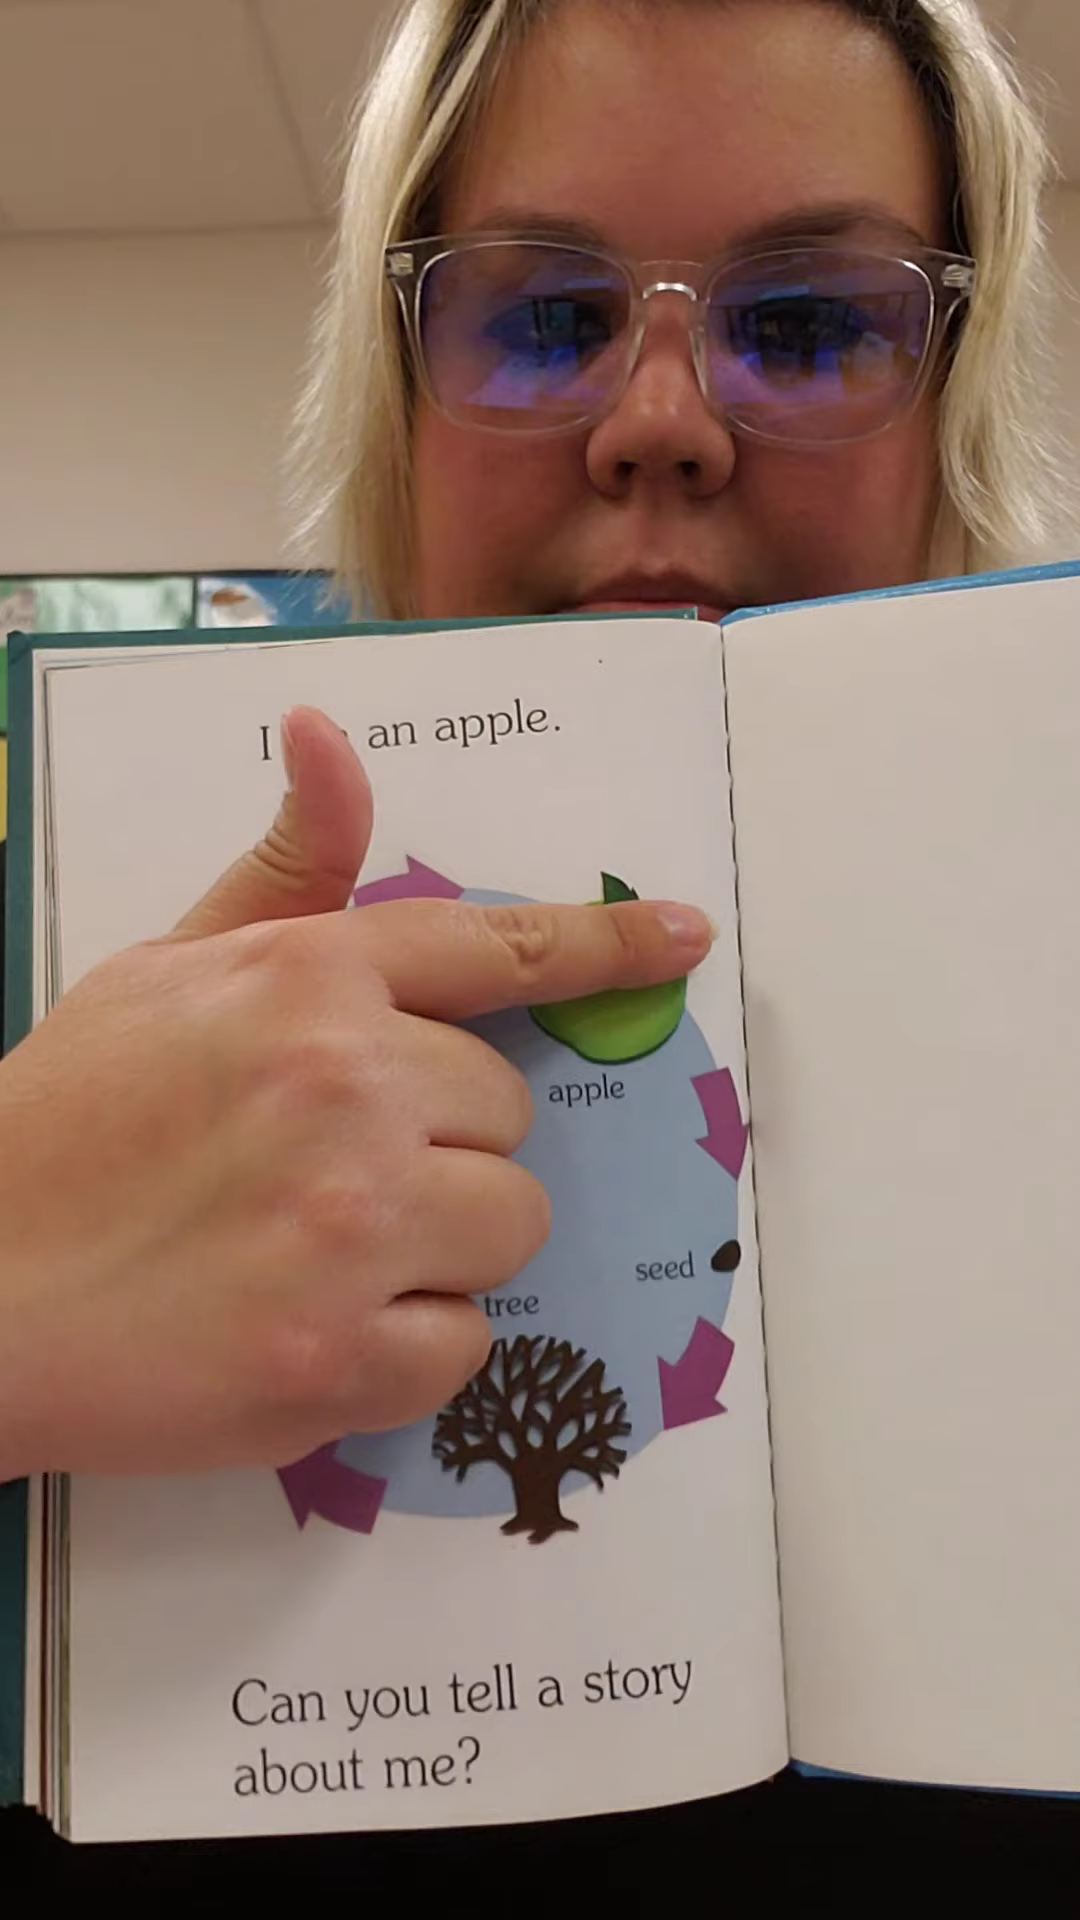 I an apple.
apple
seed
tree
Can you tell a story
about me?